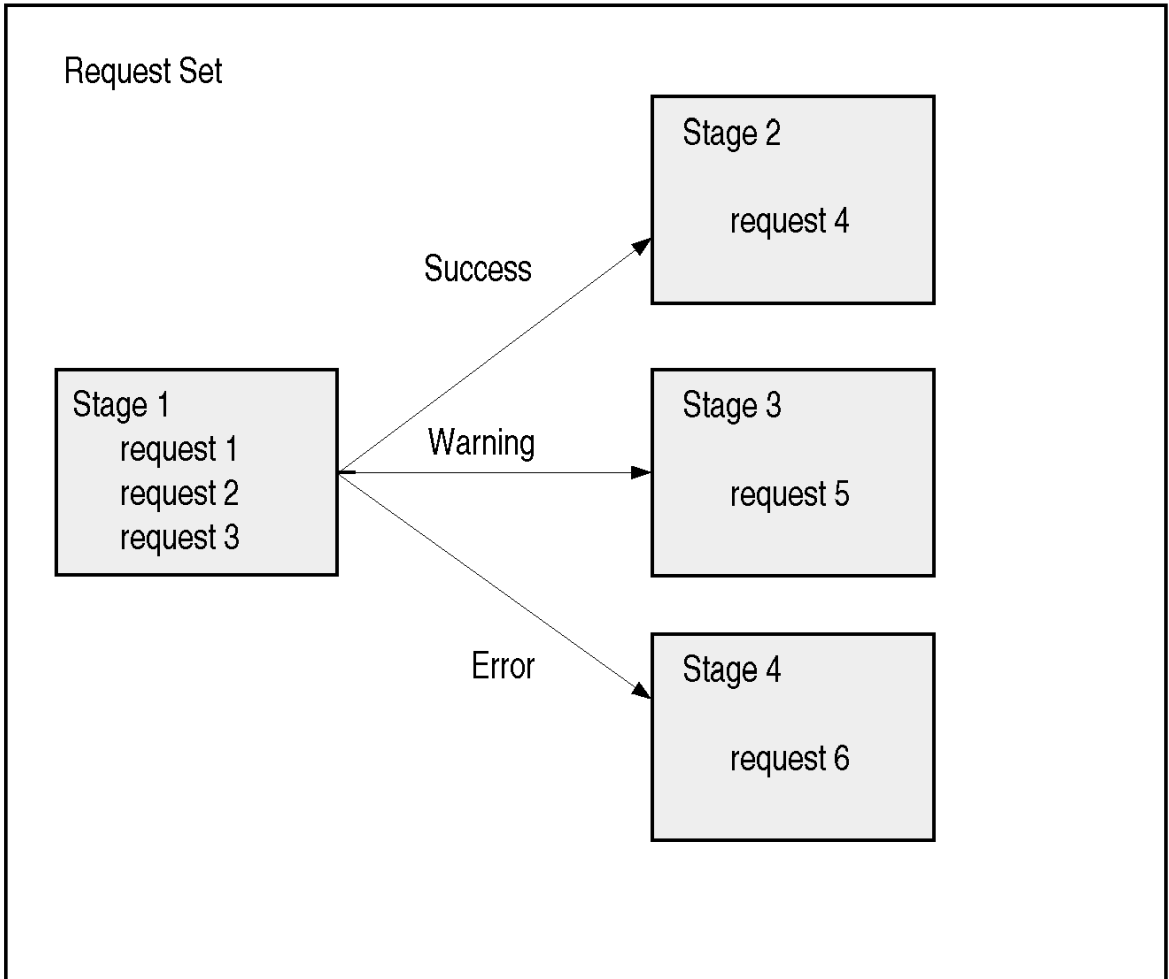 Request Set
Stage 1
request 1
request 2
request 3
Success
Warning
Error
Stage 2
request 4
Stage 3
request 5
Stage 4
request 6